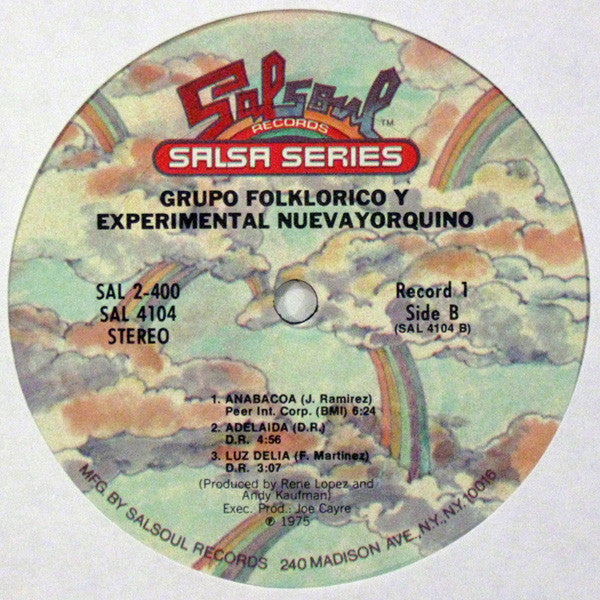 Salsoul
RECORDS
TM
SALSA SERIES
GRUPO FOLKLORICO Y
EXPERIMENTAL NUEVAYORQUINO
SAL 2-400
SAL 4104
STEREO
Record 1
Side B
(SAL 4104 B)
1. ANABACOA (J. Ramirez)
Peer Int. Corp. (BMI) 6:24
2. ADELAIDA (D.R.)
D.R. 4:56
3. LUZ DELIA (F. Martinez)
D.R. 3:07
(Produced by Rene Lopez and
Andy Kaufman)
Exec. Prod.: Joe Cayre
℗ 1975
MFG. BY SALSOUL RECORDS 240 MADISON AVE., N.Y., N.Y. 10016